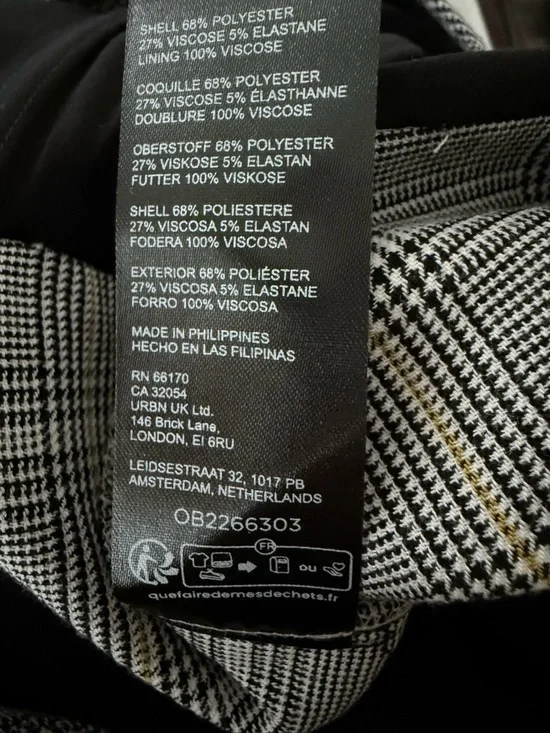 SHELL 68% POLYESTER
27% VISCOSE 5% ELASTANE
LINING 100% VISCOSE
COQUILLE 68% POLYESTER
27% VISCOSE 5% ÉLASTHANNE
DOUBLURE 100% VISCOSE
OBERSTOFF 68% POLYESTER
27% VISKOSE 5% ELASTAN
FUTTER 100% VISKOSE
SHELL 68% POLIESTERE
27% VISCOSA 5% ELASTAN
FODERA 100% VISCOSA
EXTERIOR 68% POLIÉSTER
27% VISCOSA 5% ELASTANE
FORRO 100% VISCOSA
MADE IN PHILIPPINES
HECHO EN LAS FILIPINAS
RN 66170
CA 32054
URBN UK Ltd.
146 Brick Lane,
LONDON, EI 6RU
LEIDSESTRAAT 32, 1017 PB
AMSTERDAM, NETHERLANDS
OB2266303
FR
OU
quefairedemesdechets.fr